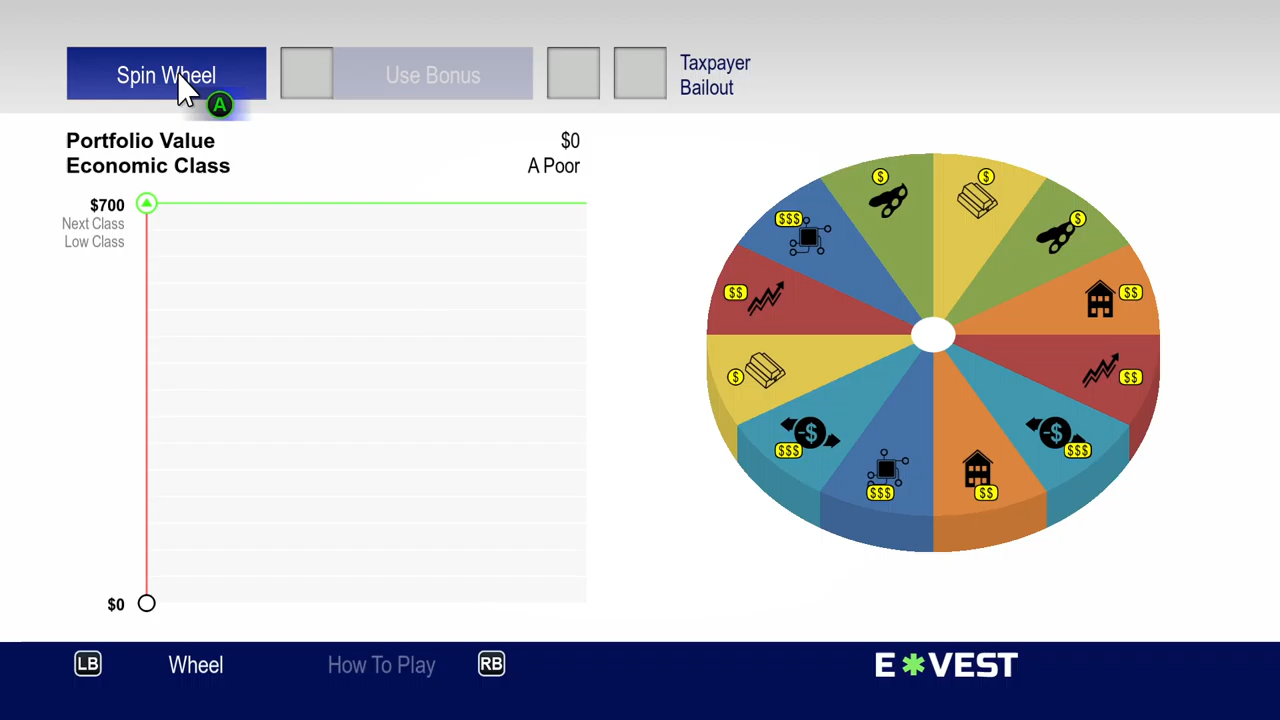 Spin Wheel
A
Use Bonus
Taxpayer
Bailout
Portfolio Value $0
Economic Class A Poor
$700
Next Class
Low Class
$0
$
$
$
$$$
$$
$$
$
$$
-$
$$$
-$
$$$
$$$
$$
LB Wheel How To Play RB
E*VEST